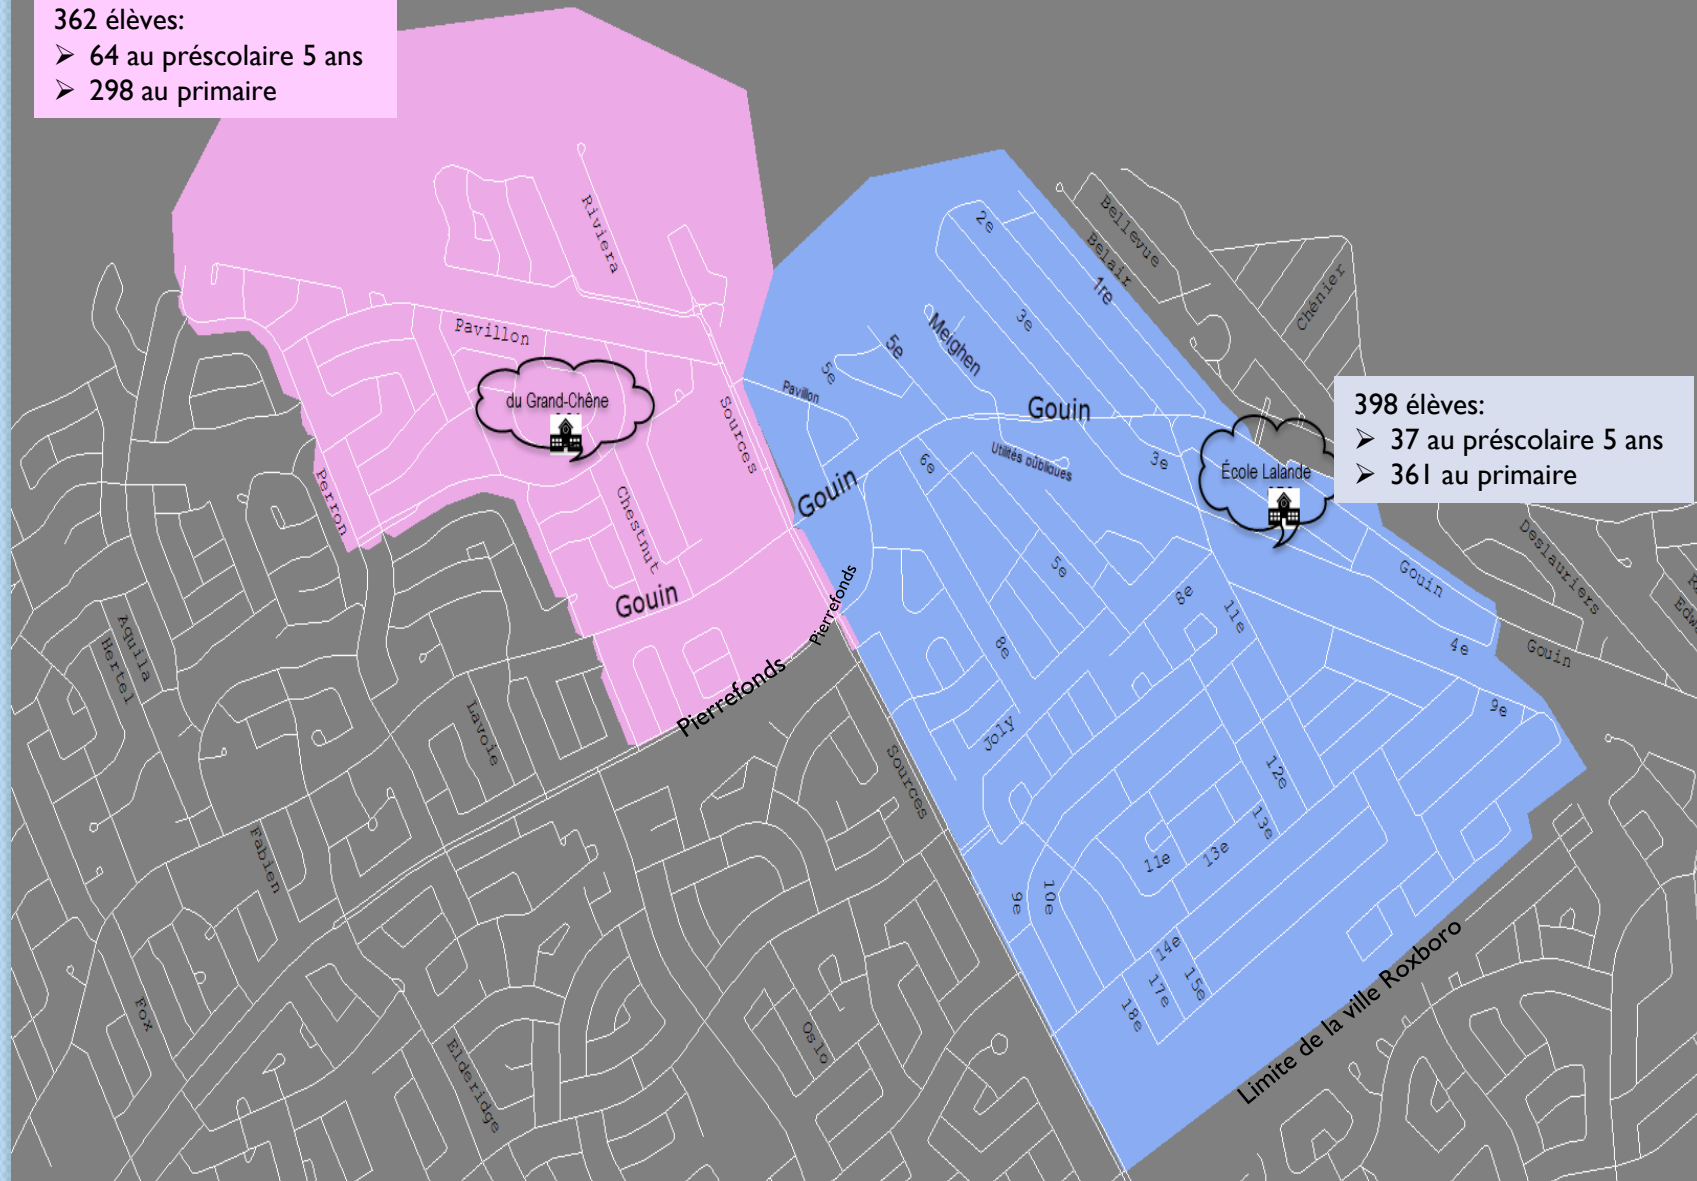 362 élèves:
➢ 64 au préscolaire 5 ans
➢ 298 au primaire
398 élèves:
➢ 37 au préscolaire 5 ans
➢ 361 au primaire
du Grand-Chêne
École Lalande
Riviera
Pavillon
Sources
Perron
Chestnut
Gouin
Pierrefonds
Pierrefonds
Gouin
Pavillon
5e
5e
Meighen
2e
3e
1re
Bellevue
Belair
Chénier
Gouin
Utilités publiques
3e
6e
5e
8e
8e
11e
Joly
Gouin
4e
Gouin
Deslauriers
9e
12e
13e
13e
11e
9e
10e
14e
15e
17e
18e
Limite de la ville Roxboro
Sources
Aquila
Bertel
Lavoie
Fabien
Fox
Elderidge
Oslo